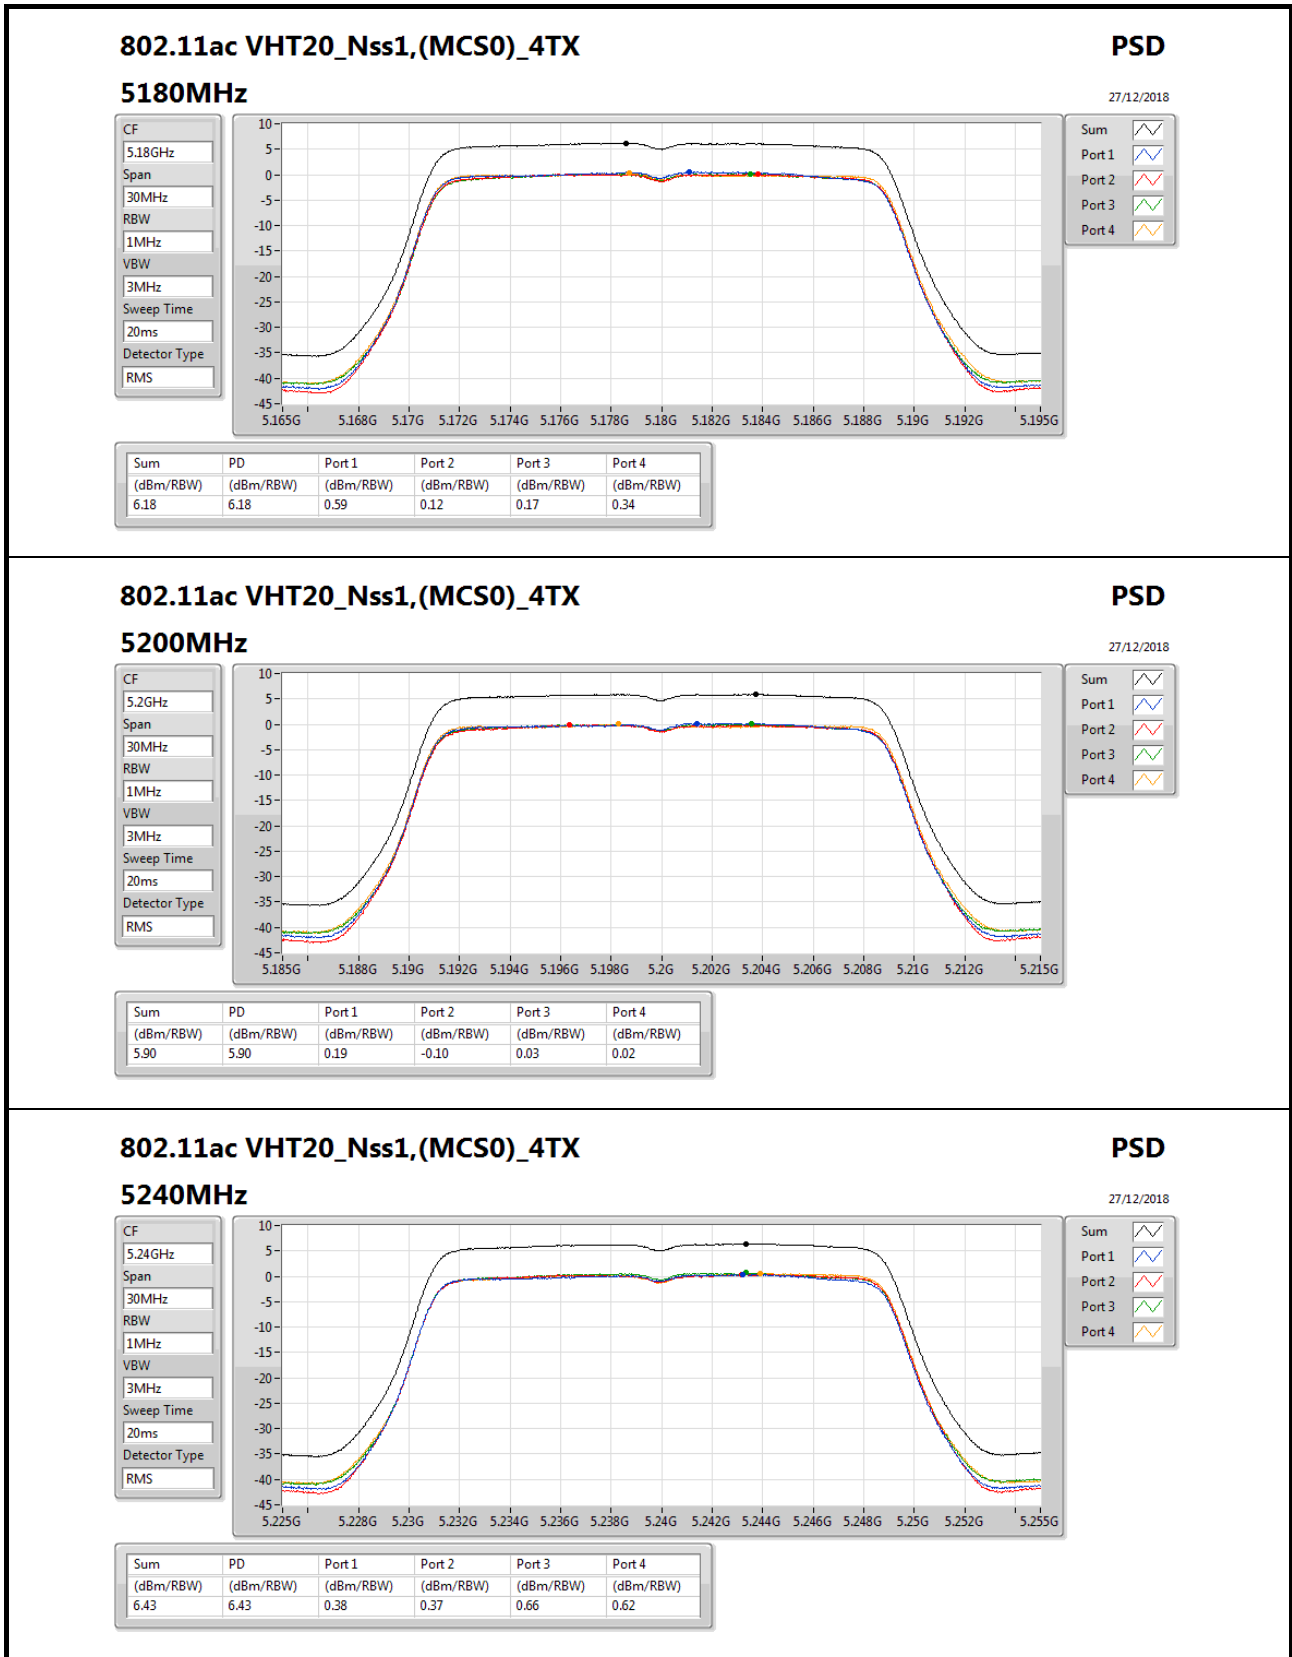 802.11ac VHT20_Nss1,(MCS0)_4TX PSD
5180MHz 27/12/2018
CF
5.18GHz
Span
30MHz
RBW
1MHz
VBW
3MHz
Sweep Time
20ms
Detector Type
RMS
10
5
0
-5
-10
-15
-20
-25
-30
-35
-40
-45
5.165G 5.168G 5.17G 5.172G 5.174G 5.176G 5.178G 5.18G 5.182G 5.184G 5.186G 5.188G 5.19G 5.192G 5.195G
Sum
Port 1
Port 2
Port 3
Port 4
Sum PD Port 1 Port 2 Port 3 Port 4
(dBm/RBW) (dBm/RBW) (dBm/RBW) (dBm/RBW) (dBm/RBW) (dBm/RBW)
6.18 6.18 0.59 0.12 0.17 0.34
802.11ac VHT20_Nss1,(MCS0)_4TX PSD
5200MHz 27/12/2018
CF
5.2GHz
Span
30MHz
RBW
1MHz
VBW
3MHz
Sweep Time
20ms
Detector Type
RMS
10
5
0
-5
-10
-15
-20
-25
-30
-35
-40
-45
5.185G 5.188G 5.19G 5.192G 5.194G 5.196G 5.198G 5.2G 5.202G 5.204G 5.206G 5.208G 5.21G 5.212G 5.215G
Sum
Port 1
Port 2
Port 3
Port 4
Sum PD Port 1 Port 2 Port 3 Port 4
(dBm/RBW) (dBm/RBW) (dBm/RBW) (dBm/RBW) (dBm/RBW) (dBm/RBW)
5.90 5.90 0.19 -0.10 0.03 0.02
802.11ac VHT20_Nss1,(MCS0)_4TX PSD
5240MHz 27/12/2018
CF
5.24GHz
Span
30MHz
RBW
1MHz
VBW
3MHz
Sweep Time
20ms
Detector Type
RMS
10
5
0
-5
-10
-15
-20
-25
-30
-35
-40
-45
5.225G 5.228G 5.23G 5.232G 5.234G 5.236G 5.238G 5.24G 5.242G 5.244G 5.246G 5.248G 5.25G 5.252G 5.255G
Sum
Port 1
Port 2
Port 3
Port 4
Sum PD Port 1 Port 2 Port 3 Port 4
(dBm/RBW) (dBm/RBW) (dBm/RBW) (dBm/RBW) (dBm/RBW) (dBm/RBW)
6.43 6.43 0.38 0.37 0.66 0.62